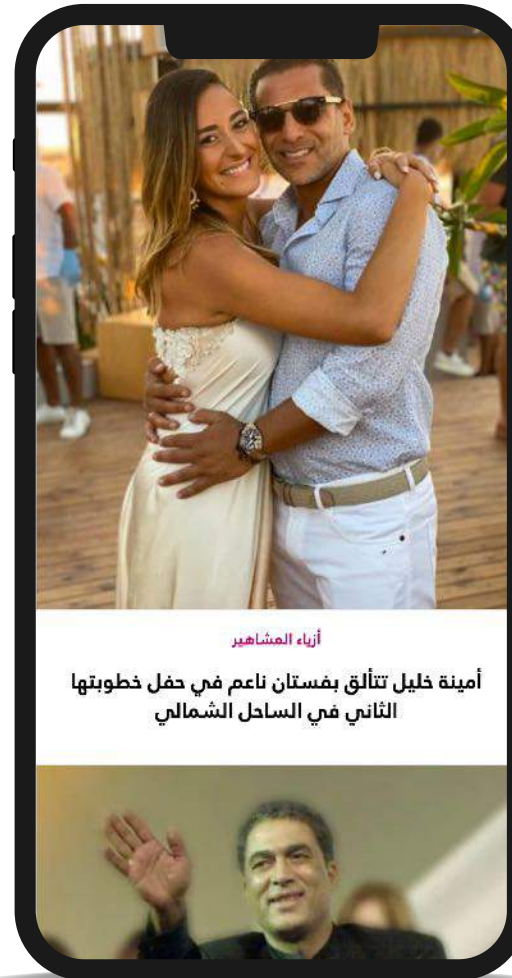 أزياء المشاهير
أمينة خليل تتألق بفستان ناعم في حفل خطوبتها
الثاني في الساحل الشمالي